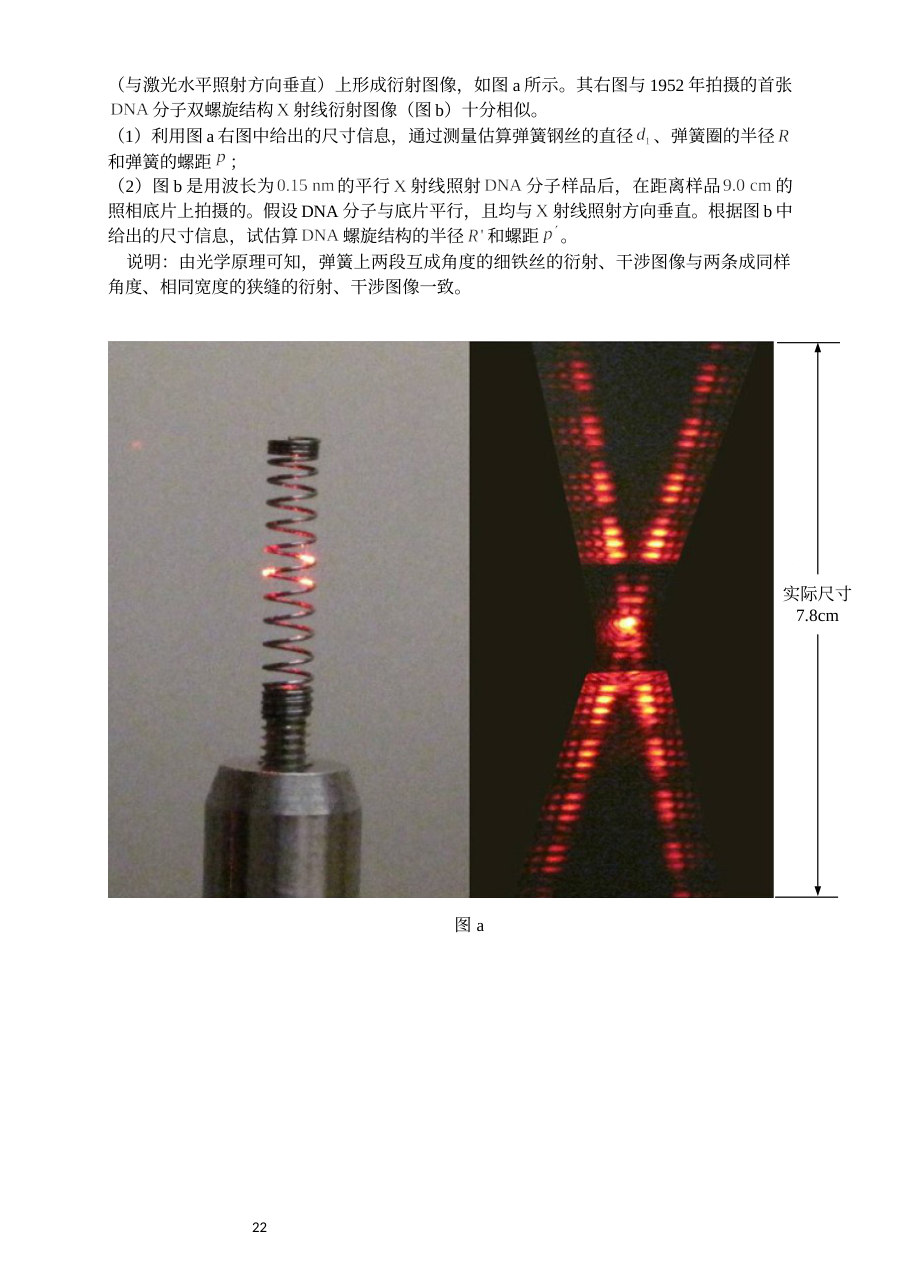 （与激光水平照射方向垂直）上形成衍射图像，如图 a 所示。其右图与 1952 年拍摄的首张
DNA 分子双螺旋结构 X 射线衍射图像（图 b）十分相似。
（1）利用图 a 右图中给出的尺寸信息，通过测量估算弹簧钢丝的直径 d₁ 、弹簧圈的半径 R
和弹簧的螺距 p ；
（2）图 b 是用波长为 0.15 nm 的平行 X 射线照射 DNA 分子样品后，在距离样品 9.0 cm 的
照相底片上拍摄的。假设 DNA 分子与底片平行，且均与 X 射线照射方向垂直。根据图 b 中
给出的尺寸信息，试估算 DNA 螺旋结构的半径 R' 和螺距 p′ 。
说明：由光学原理可知，弹簧上两段互成角度的细铁丝的衍射、干涉图像与两条成同样
角度、相同宽度的狭缝的衍射、干涉图像一致。
实际尺寸
7.8cm
图 a
22